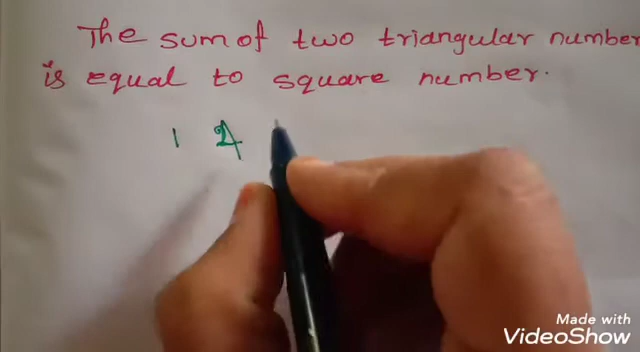 The sum of two triangular number
is equal to square number.
1 4
Made with
VideoShow